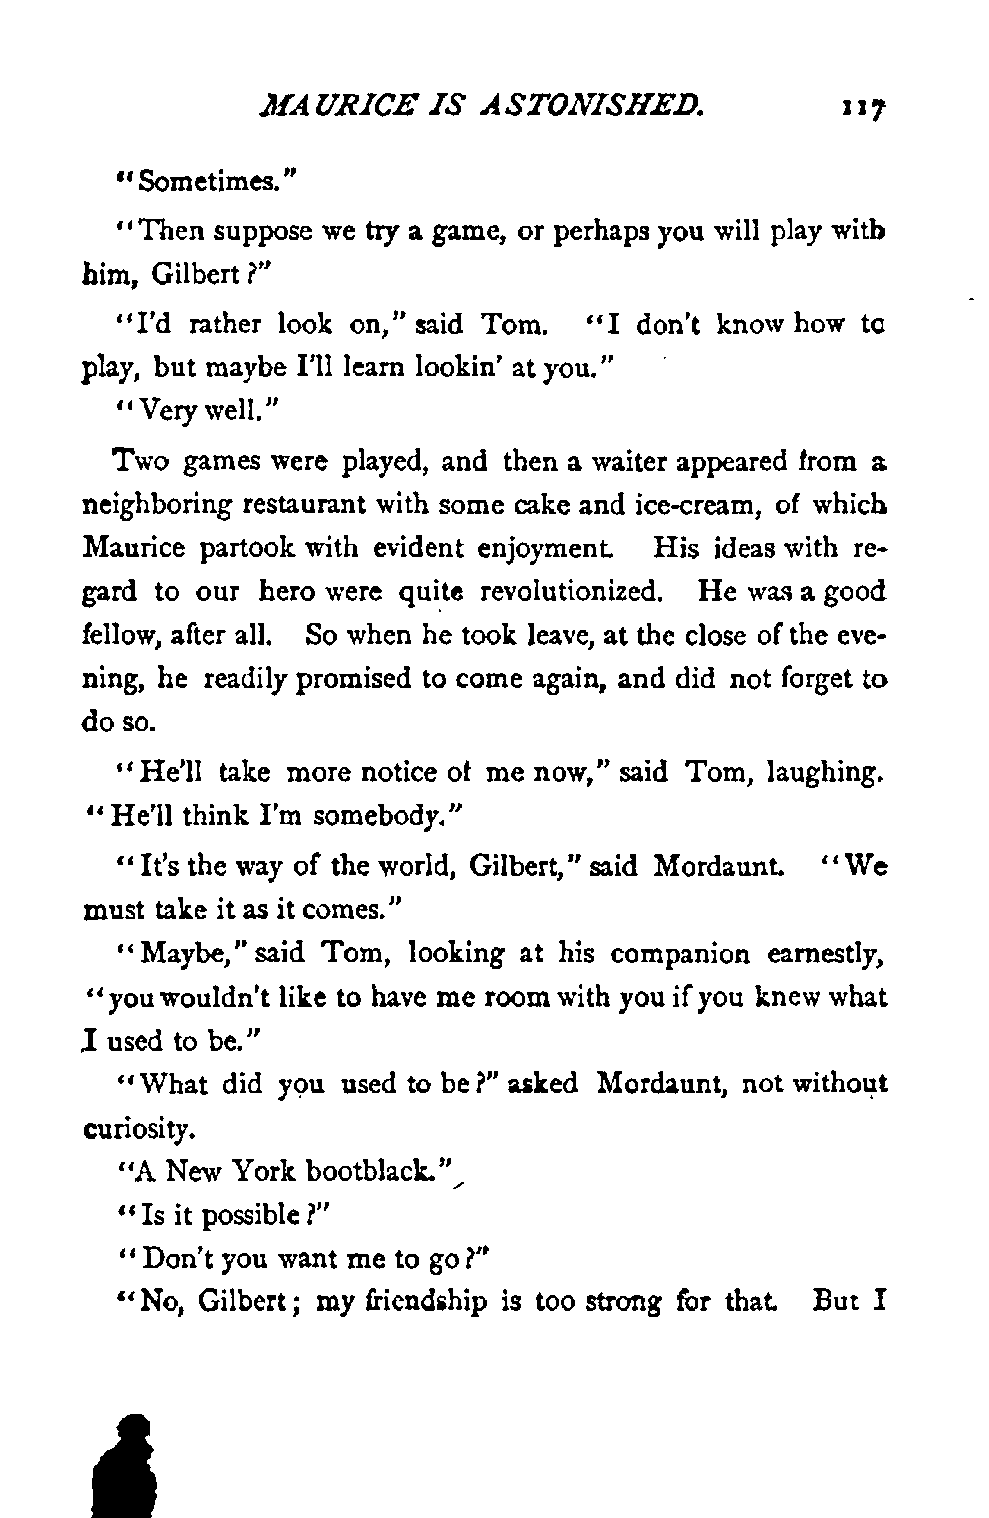 MAURICE IS ASTONISHED. 117
"Sometimes."
"Then suppose we try a game, or perhaps you will play with
him, Gilbert?"
"I'd rather look on," said Tom. "I don't know how to
play, but maybe I'll learn lookin' at you."
"Very well."
Two games were played, and then a waiter appeared from a
neighboring restaurant with some cake and ice-cream, of which
Maurice partook with evident enjoyment. His ideas with re-
gard to our hero were quite revolutionized. He was a good
fellow, after all. So when he took leave, at the close of the eve-
ning, he readily promised to come again, and did not forget to
do so.
"He'll take more notice of me now," said Tom, laughing.
"He'll think I'm somebody."
"It's the way of the world, Gilbert," said Mordaunt. "We
must take it as it comes."
"Maybe," said Tom, looking at his companion earnestly,
"you wouldn't like to have me room with you if you knew what
I used to be."
"What did you used to be?" asked Mordaunt, not without
curiosity.
"A New York bootblack."
"Is it possible?"
"Don't you want me to go?"
"No, Gilbert; my friendship is too strong for that. But I